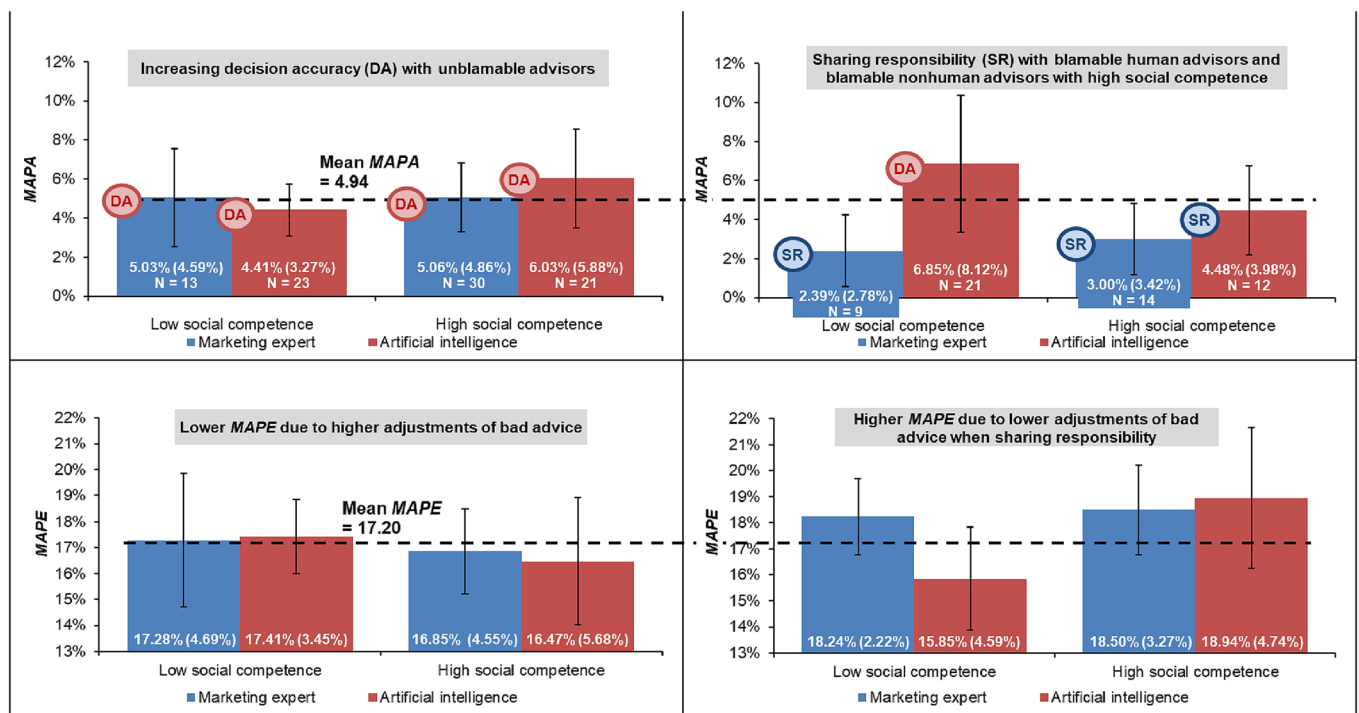 Increasing decision accuracy (DA) with unblamable advisors
12%
10%
8%
6%
4%
2%
0%
MAPA
Mean MAPA
= 4.94
DA
DA
DA
DA
5.03% (4.59%)
N = 13
4.41% (3.27%)
N = 23
5.06% (4.86%)
N = 30
6.03% (5.88%)
N = 21
Low social competence
High social competence
Marketing expert
Artificial intelligence
Sharing responsibility (SR) with blamable human advisors and
blamable nonhuman advisors with high social competence
12%
10%
8%
6%
4%
2%
0%
MAPA
SR
DA
SR
SR
2.39% (2.78%)
N = 9
6.85% (8.12%)
N = 21
3.00% (3.42%)
N = 14
4.48% (3.98%)
N = 12
Low social competence
High social competence
Marketing expert
Artificial intelligence
Lower MAPE due to higher adjustments of bad advice
22%
21%
20%
19%
18%
17%
16%
15%
14%
13%
MAPE
Mean MAPE
= 17.20
17.28% (4.69%)
17.41% (3.45%)
16.85% (4.55%)
16.47% (5.68%)
Low social competence
High social competence
Marketing expert
Artificial intelligence
Higher MAPE due to lower adjustments of bad
advice when sharing responsibility
22%
21%
20%
19%
18%
17%
16%
15%
14%
13%
MAPE
18.24% (2.22%)
15.85% (4.59%)
18.50% (3.27%)
18.94% (4.74%)
Low social competence
High social competence
Marketing expert
Artificial intelligence